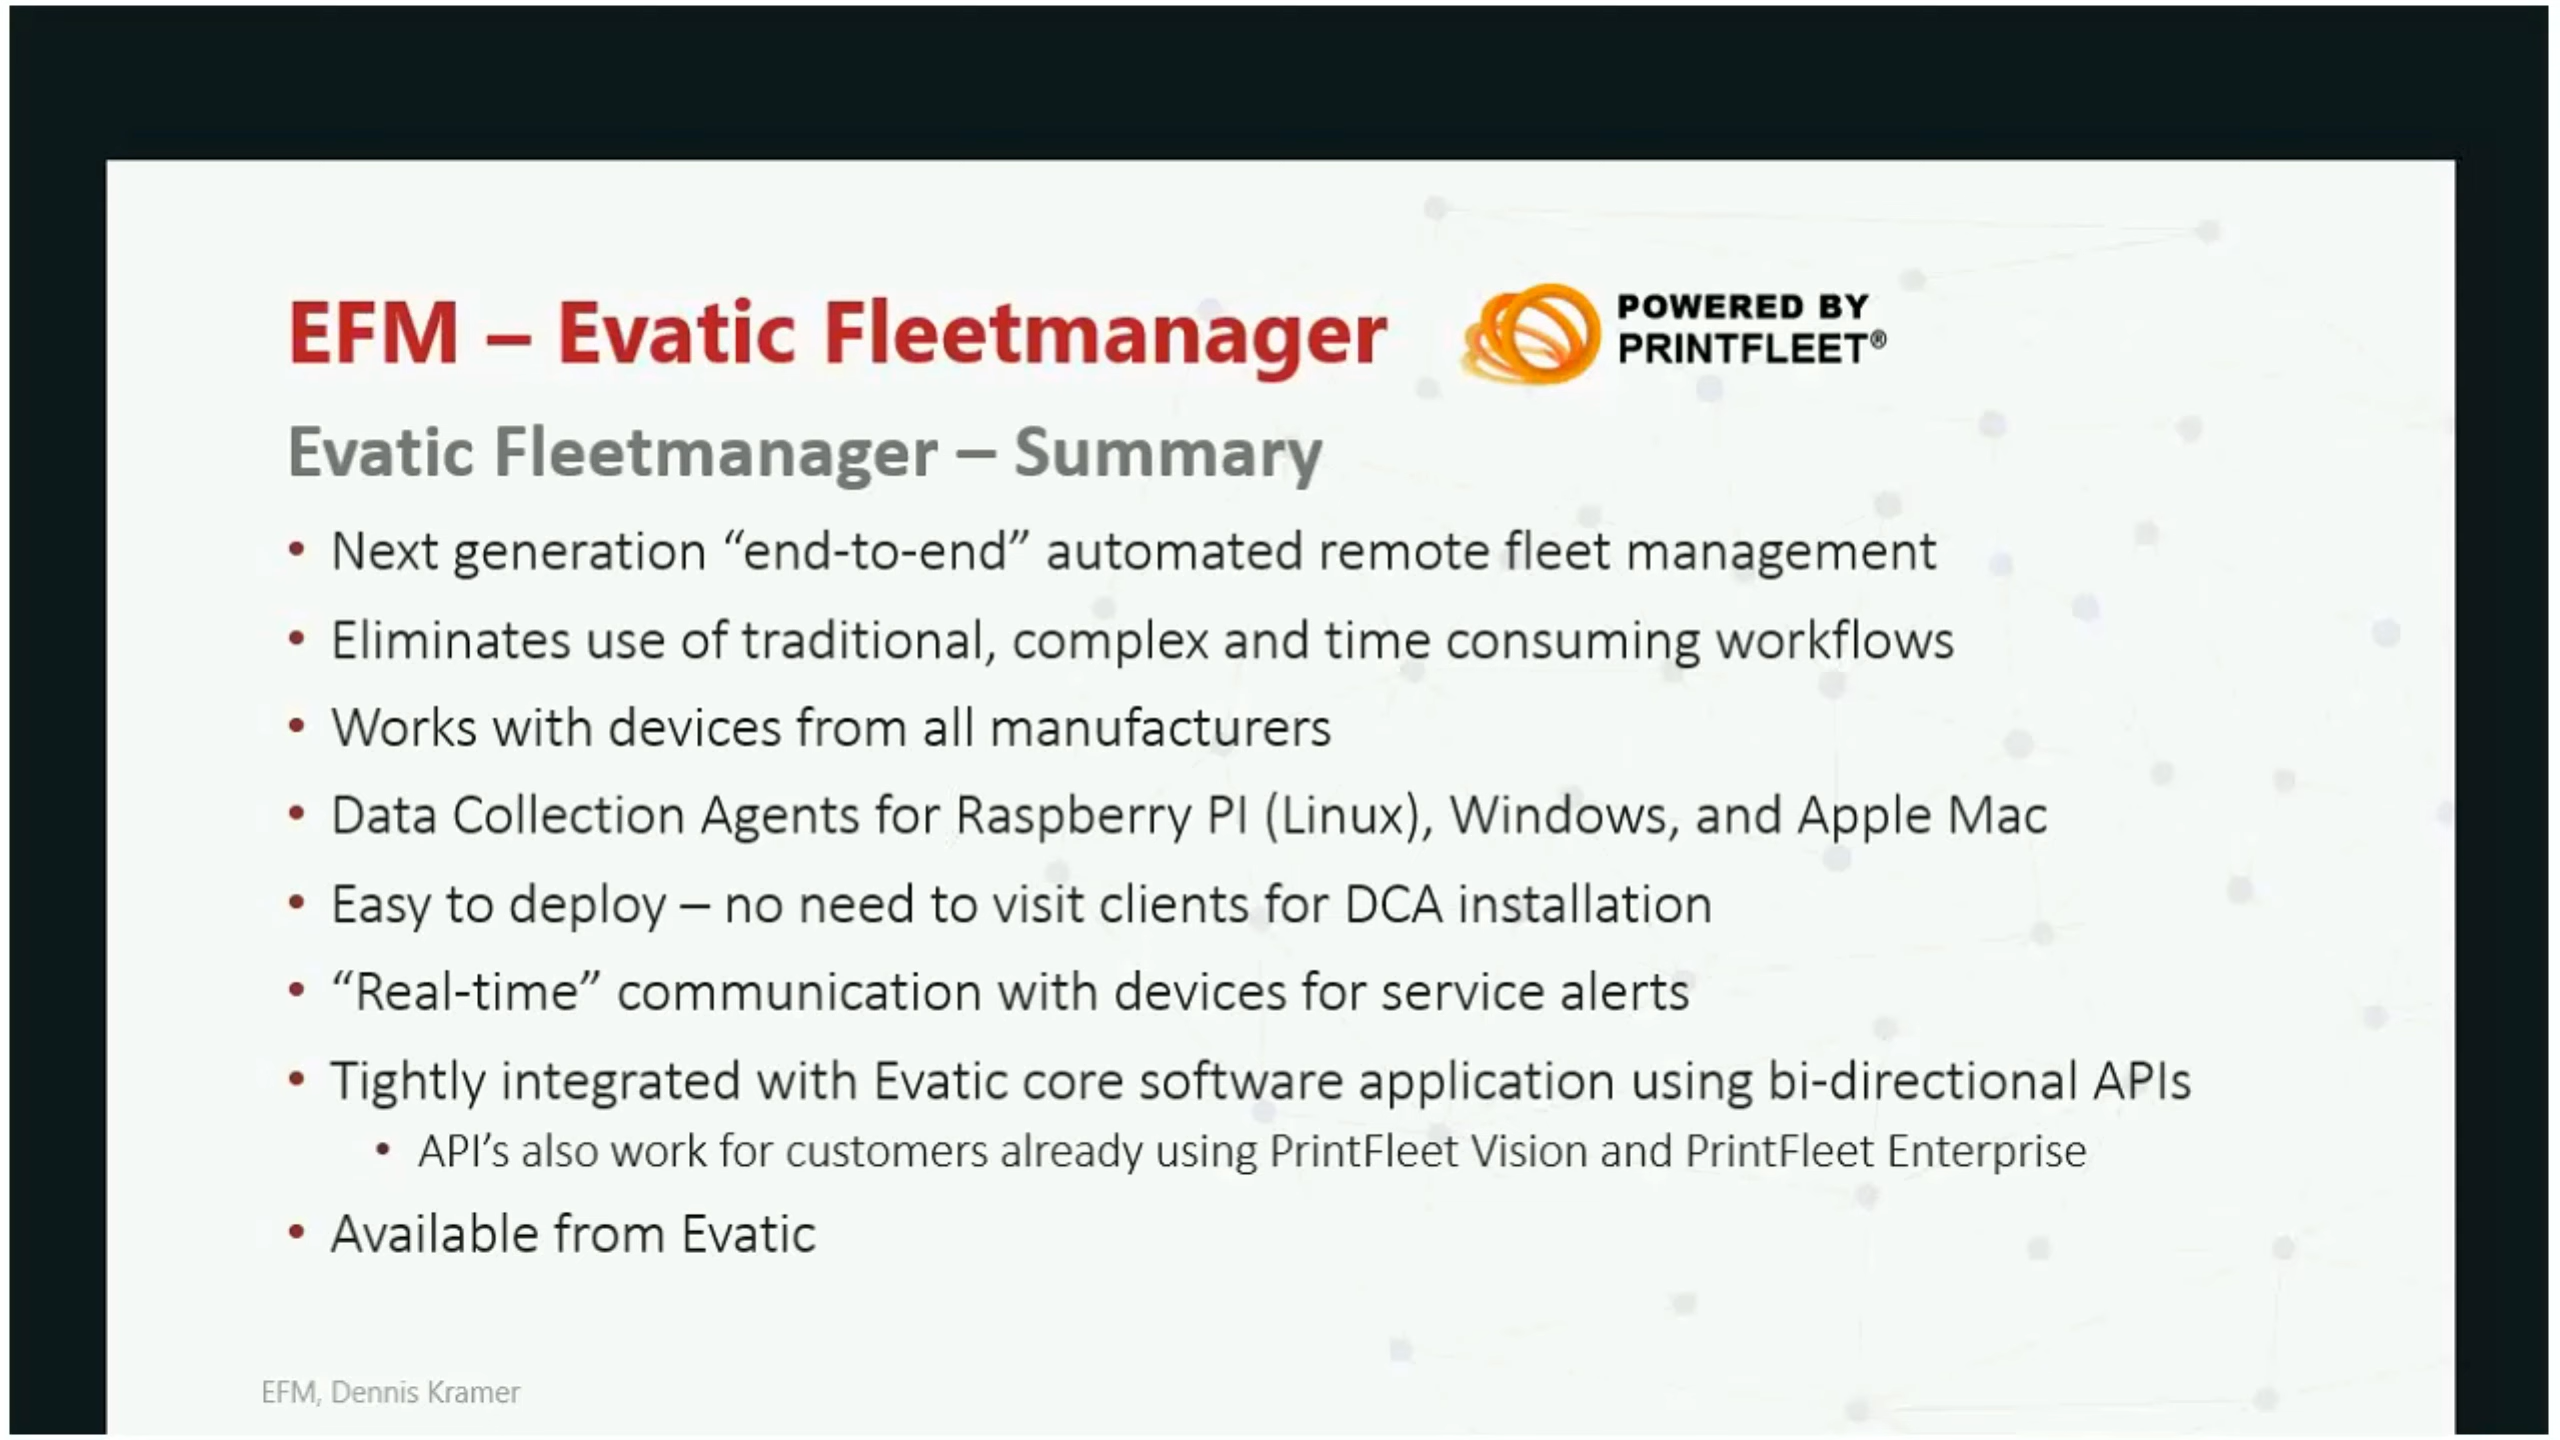 EFM – Evatic Fleetmanager
POWERED BY
PRINTFLEET®
Evatic Fleetmanager – Summary
• Next generation “end-to-end” automated remote fleet management
• Eliminates use of traditional, complex and time consuming workflows
• Works with devices from all manufacturers
• Data Collection Agents for Raspberry PI (Linux), Windows, and Apple Mac
• Easy to deploy – no need to visit clients for DCA installation
• “Real-time” communication with devices for service alerts
• Tightly integrated with Evatic core software application using bi-directional APIs
• API’s also work for customers already using PrintFleet Vision and PrintFleet Enterprise
• Available from Evatic
EFM, Dennis Kramer